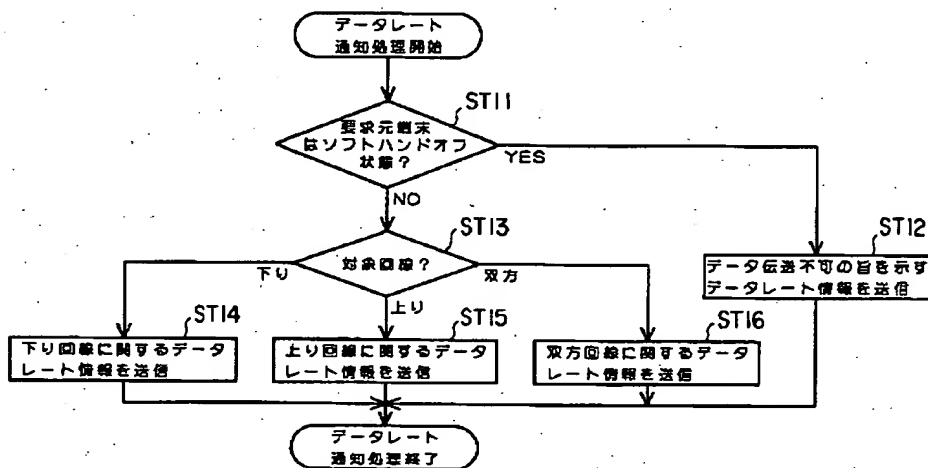 データレート
通知処理開始
ST11
要求元端末
はソフトハンドオフ
状態?
YES
NO
ST13
対象回線?
下り
双方
上り
ST12
データ伝送不可の旨を示す
データレート情報を送信
ST14
下り回線に関するデータ
レート情報を送信
ST15
上り回線に関するデータ
レート情報を送信
ST16
双方回線に関するデータ
レート情報を送信
データレート
通知処理終了